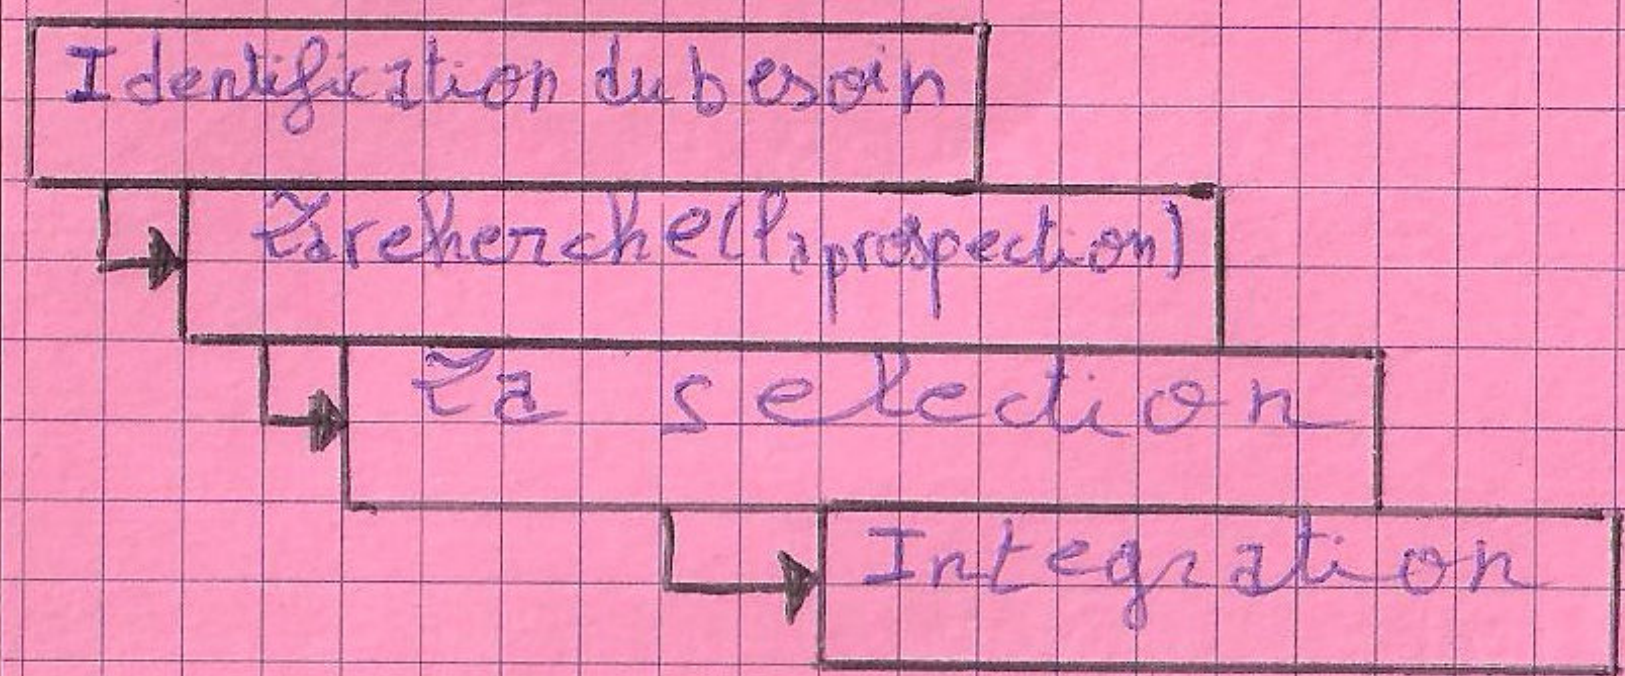 Identification du besoin
La recherche (la prospection)
La selection
Integration